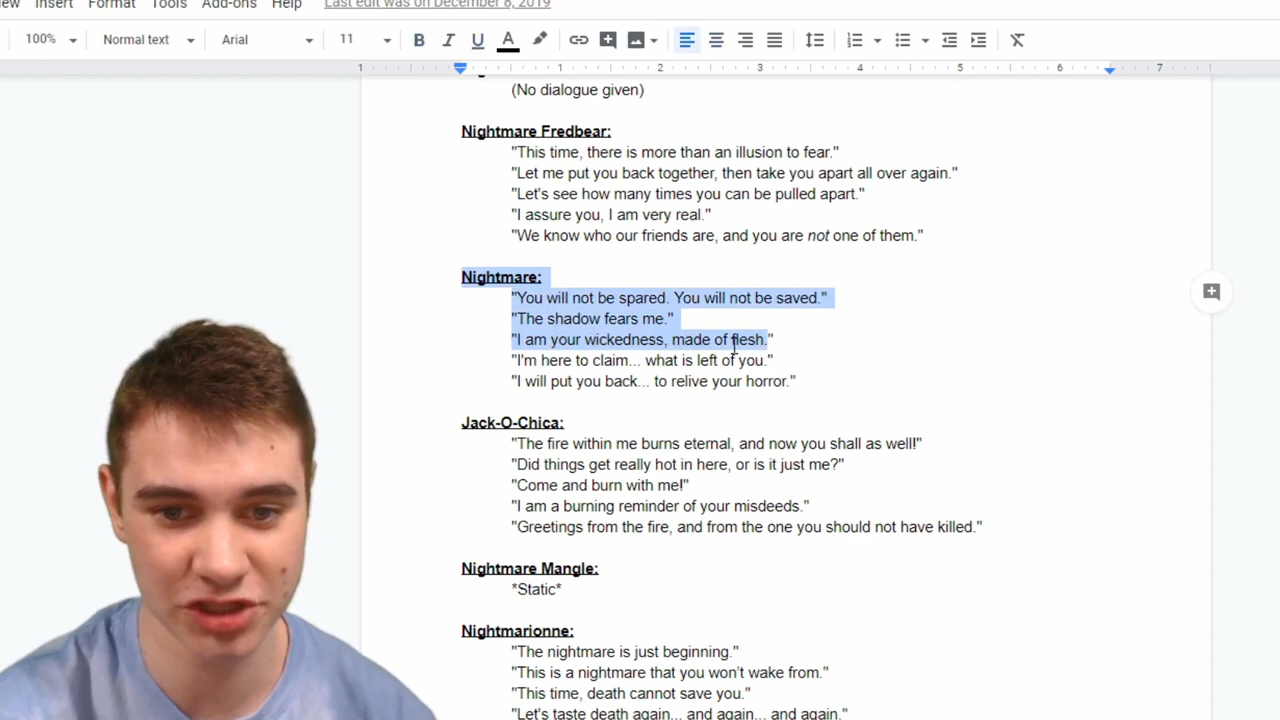 Insert Format Tools Add-ons Help Last edit was on December 8, 2019
100% Normal text Arial 11
1 1 2 3 4 5 6 7
(No dialogue given)
Nightmare Fredbear:
"This time, there is more than an illusion to fear."
"Let me put you back together, then take you apart all over again."
"Let's see how many times you can be pulled apart."
"I assure you, I am very real."
"We know who our friends are, and you are not one of them."
Nightmare:
"You will not be spared. You will not be saved."
"The shadow fears me."
"I am your wickedness, made of flesh."
"I'm here to claim... what is left of you."
"I will put you back... to relive your horror."
Jack-O-Chica:
"The fire within me burns eternal, and now you shall as well!"
"Did things get really hot in here, or is it just me?"
"Come and burn with me!"
"I am a burning reminder of your misdeeds."
"Greetings from the fire, and from the one you should not have killed."
Nightmare Mangle:
*Static*
Nightmarionne:
"The nightmare is just beginning."
"This is a nightmare that you won't wake from."
"This time, death cannot save you."
"Let's taste death again... and again... and again."